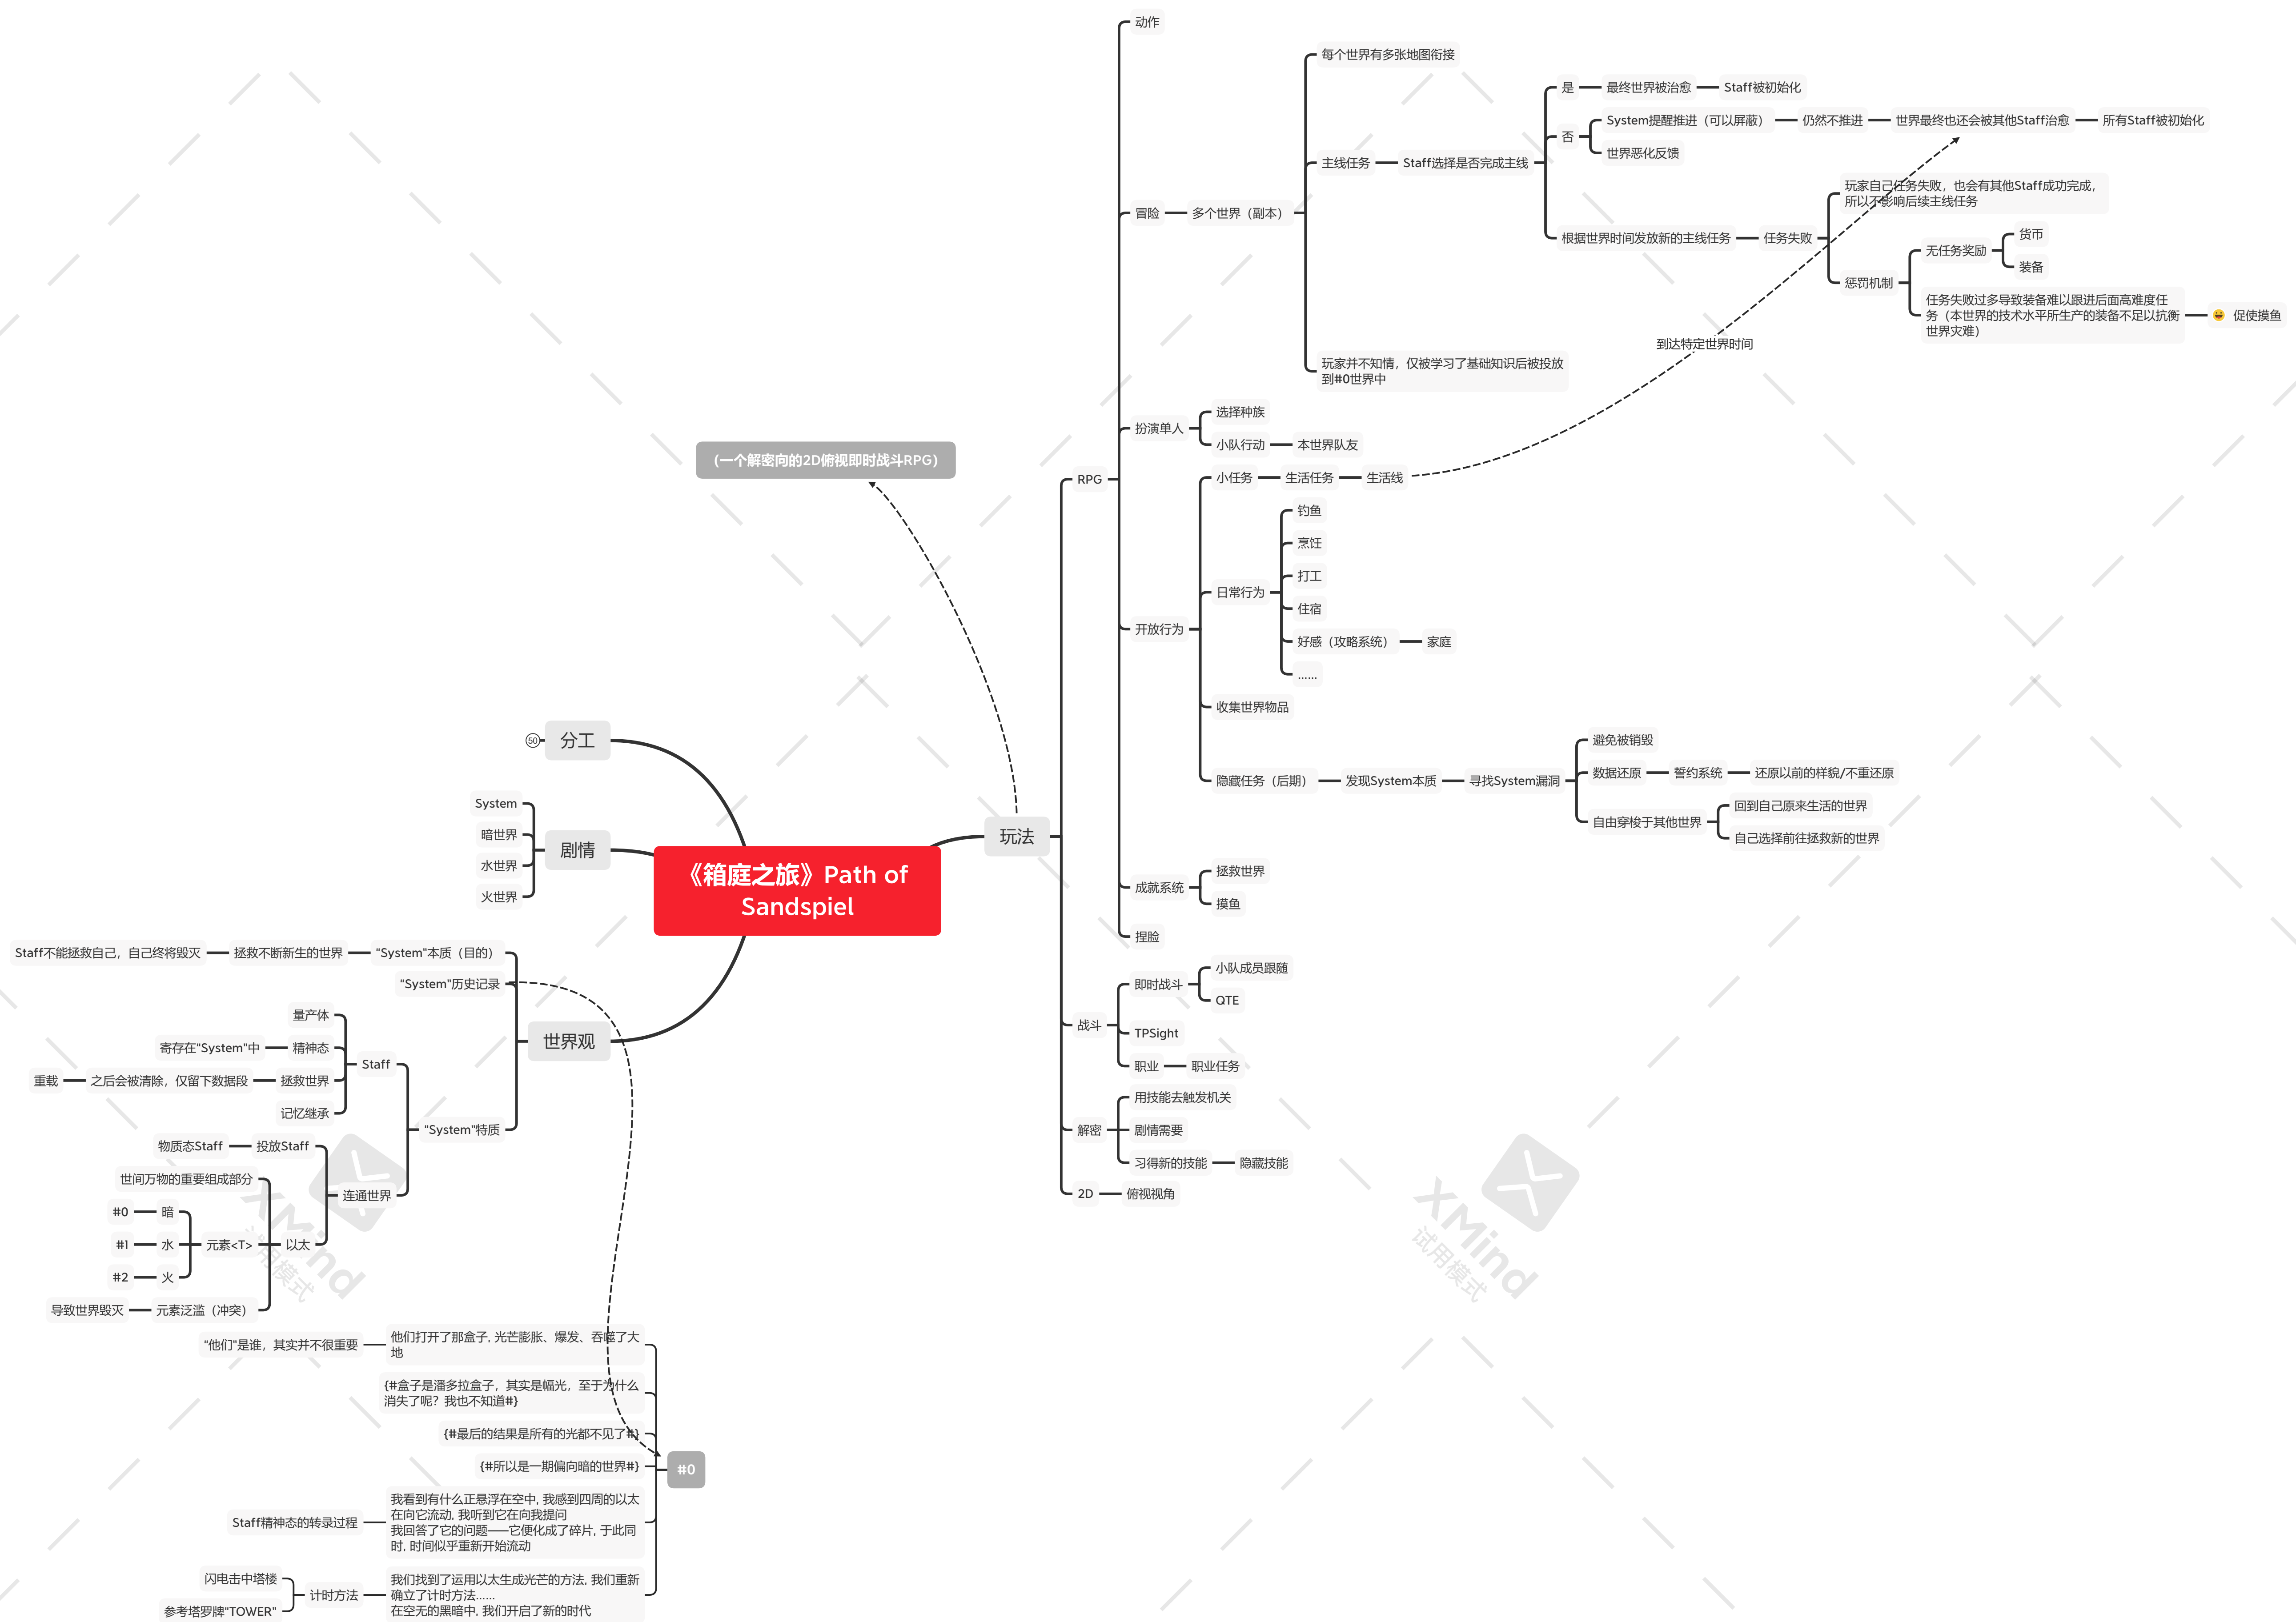 动作
每个世界有多张地图衔接
是
最终世界被治愈
Staff被初始化
主线任务
Staff选择是否完成主线
否
System提醒推进（可以屏蔽）
仍然不推进
世界最终也还会被其他Staff治愈
所有Staff被初始化
世界恶化反馈
冒险
多个世界（副本）
根据世界时间发放新的主线任务
任务失败
玩家自己任务失败，也会有其他Staff成功完成，
所以不影响后续主线任务
惩罚机制
无任务奖励
货币
装备
任务失败过多导致装备难以跟进后面高难度任
务（本世界的技术水平所生产的装备不足以抗衡
世界灾难）
促使摸鱼
到达特定世界时间
玩家并不知情，仅被学习了基础知识后被投放
到#0世界中
扮演单人
选择种族
小队行动
本世界队友
(一个解密向的2D俯视即时战斗RPG)
RPG
小任务
生活任务
生活线
开放行为
日常行为
钓鱼
烹饪
打工
住宿
好感（攻略系统）
家庭
……
收集世界物品
隐藏任务（后期）
发现System本质
寻找System漏洞
避免被销毁
数据还原
誓约系统
还原以前的样貌/不重还原
自由穿梭于其他世界
回到自己原来生活的世界
自己选择前往拯救新的世界
成就系统
拯救世界
摸鱼
捏脸
玩法
战斗
即时战斗
小队成员跟随
QTE
TPSight
职业
职业任务
解密
用技能去触发机关
剧情需要
习得新的技能
隐藏技能
2D
俯视视角
《箱庭之旅》Path of
Sandspiel
50
分工
剧情
System
暗世界
水世界
火世界
世界观
"System"本质（目的）
拯救不断新生的世界
Staff不能拯救自己，自己终将毁灭
"System"历史记录
"System"特质
Staff
量产体
精神态
寄存在"System"中
拯救世界
之后会被清除，仅留下数据段
重载
记忆继承
连通世界
投放Staff
物质态Staff
以太
世间万物的重要组成部分
元素<T>
暗
#0
水
#1
火
#2
元素泛滥（冲突）
导致世界毁灭
#0
他们打开了那盒子, 光芒膨胀、爆发、吞噬了大
地
"他们"是谁，其实并不很重要
{#盒子是潘多拉盒子，其实是幅光，至于为什么
消失了呢？我也不知道#}
{#最后的结果是所有的光都不见了#}
{#所以是一期偏向暗的世界#}
我看到有什么正悬浮在空中, 我感到四周的以太
在向它流动, 我听到它在向我提问
我回答了它的问题——它便化成了碎片, 于此同
时, 时间似乎重新开始流动
Staff精神态的转录过程
我们找到了运用以太生成光芒的方法, 我们重新
确立了计时方法……
在空无的黑暗中, 我们开启了新的时代
计时方法
闪电击中塔楼
参考塔罗牌"TOWER"
XMind
试用模式
XMind
试用模式